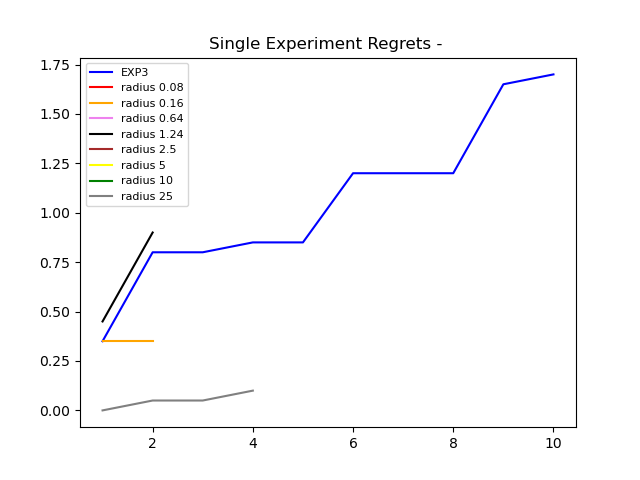 Single Experiment Regrets -
1.75
1.50
1.25
1.00
0.75
0.50
0.25
0.00
EXP3
radius 0.08
radius 0.16
radius 0.64
radius 1.24
radius 2.5
radius 5
radius 10
radius 25
2 4 6 8 10